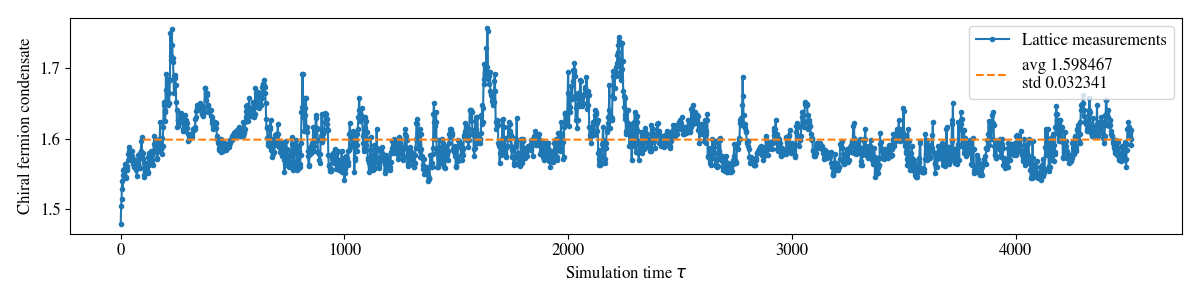 Chiral fermion condensate
1.7
1.6
1.5
Lattice measurements
avg 1.598467
std 0.032341
0
1000
2000
3000
4000
Simulation time τ